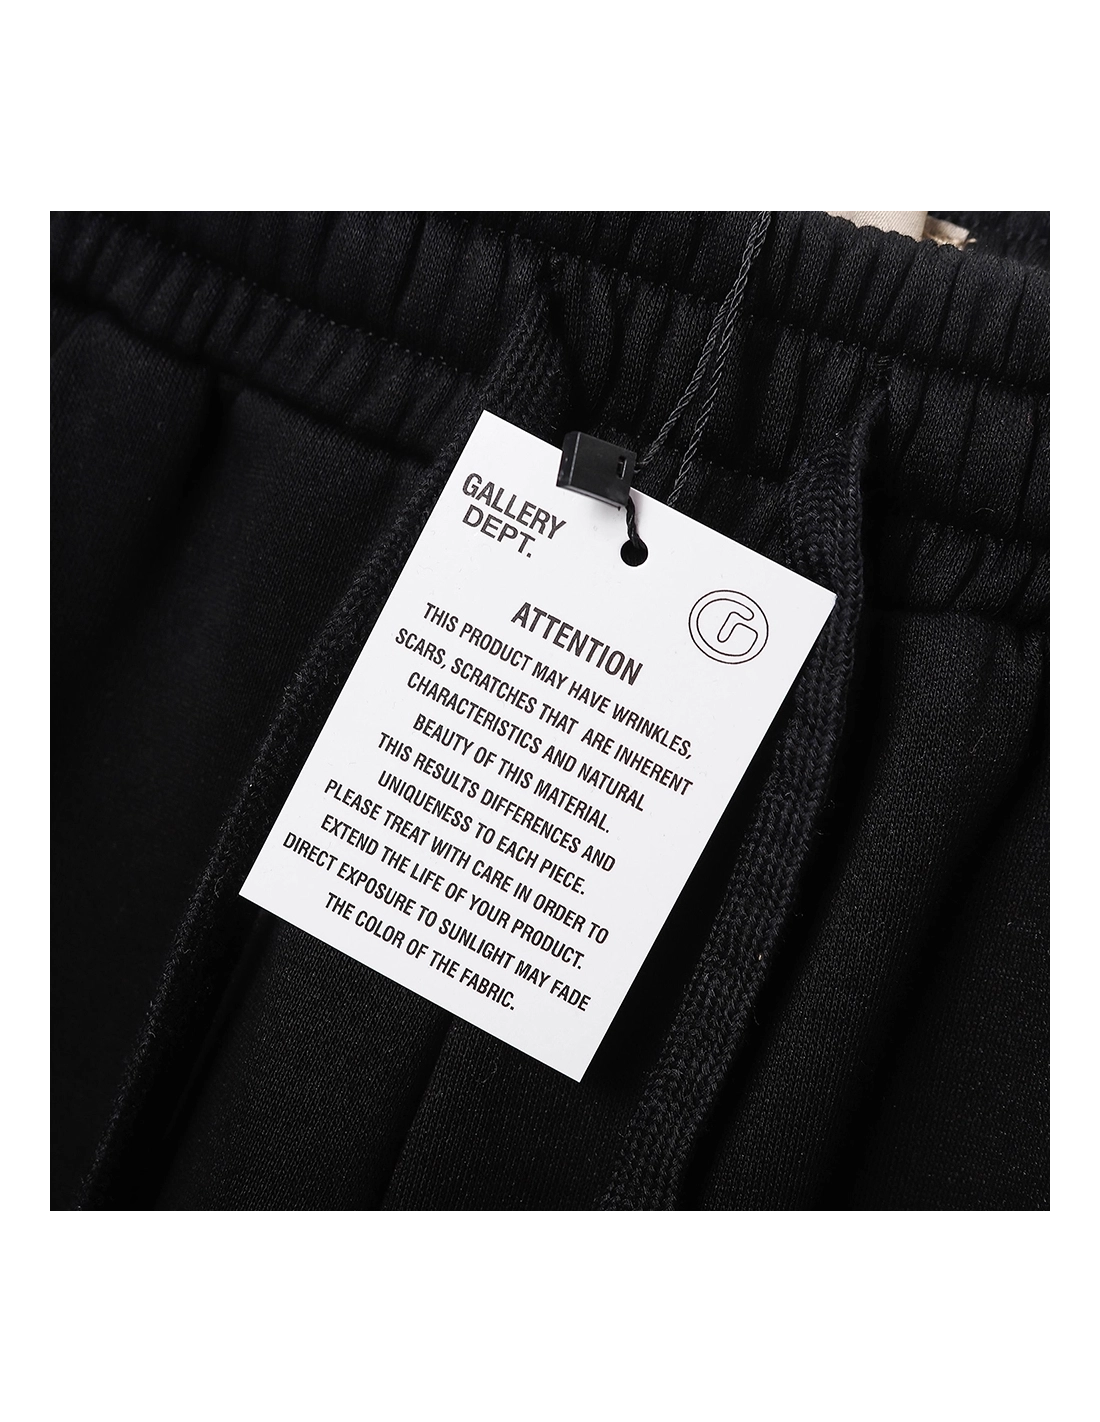 GALLERY
DEPT.
G
ATTENTION
THIS PRODUCT MAY HAVE WRINKLES,
SCARS, SCRATCHES THAT ARE INHERENT
CHARACTERISTICS AND NATURAL
BEAUTY OF THIS MATERIAL.
THIS RESULTS DIFFERENCES AND
UNIQUENESS TO EACH PIECE.
PLEASE TREAT WITH CARE IN ORDER TO
EXTEND THE LIFE OF YOUR PRODUCT.
DIRECT EXPOSURE TO SUNLIGHT MAY FADE
THE COLOR OF THE FABRIC.